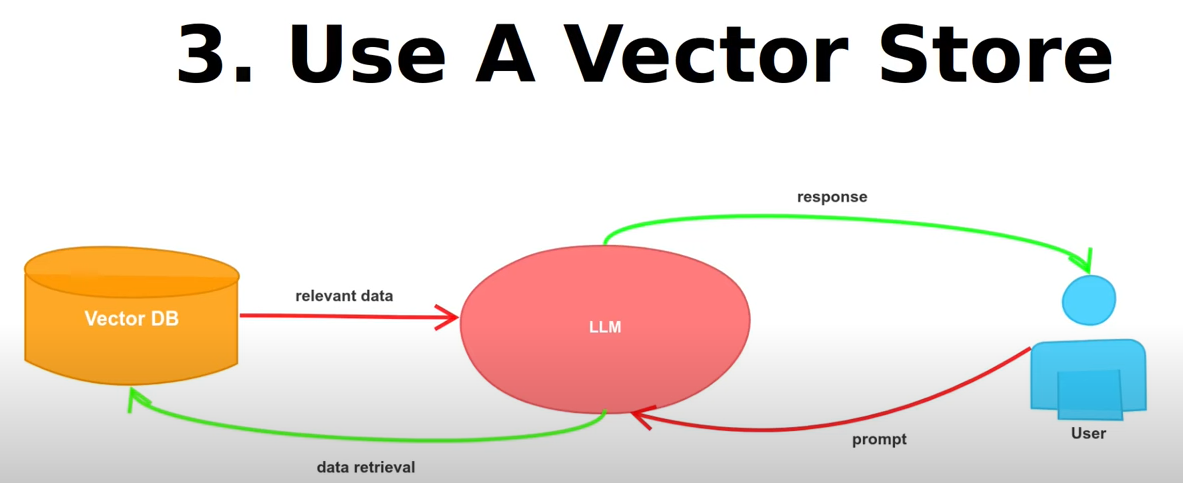 3. Use A Vector Store
response
relevant data
Vector DB
LLM
prompt
User
data retrieval